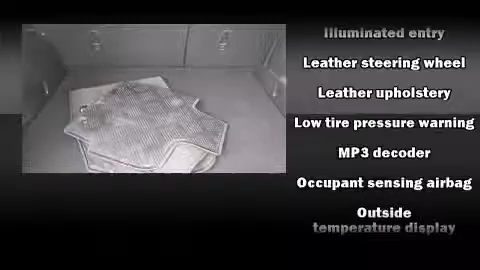 Illuminated entry
Leather steering wheel
Leather upholstery
Low tire pressure warning
MP3 decoder
Occupant sensing airbag
Outside
temperature display